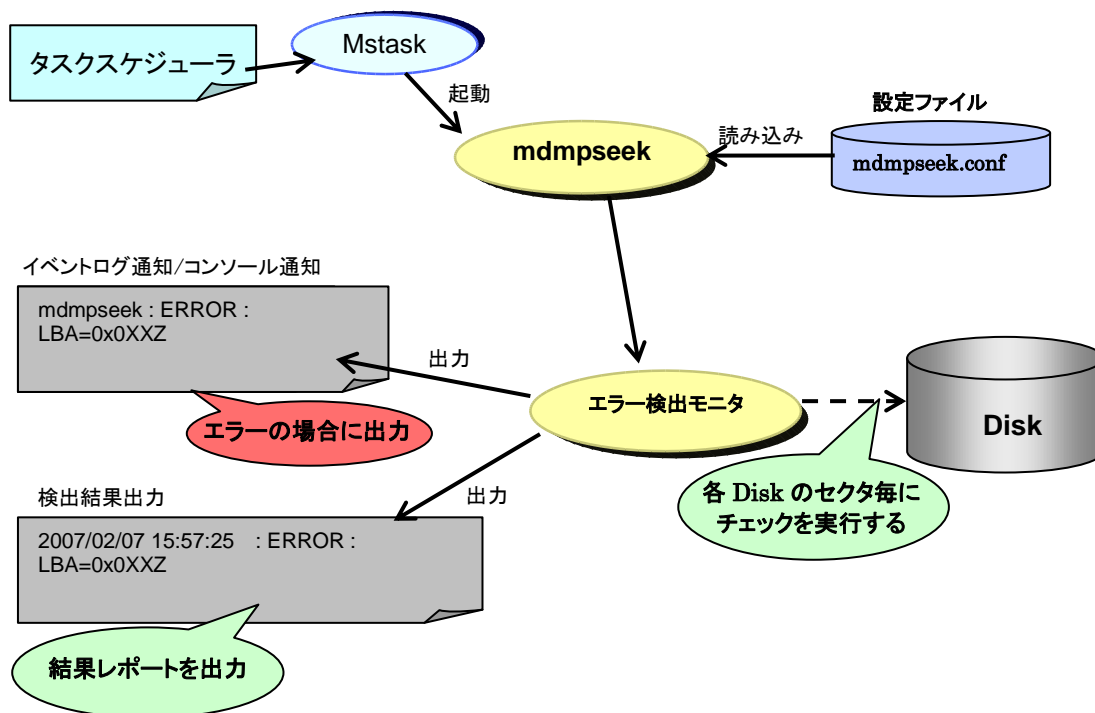 タスクスケジューラ
Mstask
起動
設定ファイル
mdmpseek
読み込み
mdmpseek.conf
イベントログ通知/コンソール通知
mdmpseek : ERROR :
LBA=0x0XXZ
出力
エラーの場合に出力
エラー検出モニタ
Disk
各 Disk のセクタ毎に
チェックを実行する
検出結果出力
出力
2007/02/07 15:57:25 : ERROR :
LBA=0x0XXZ
結果レポートを出力